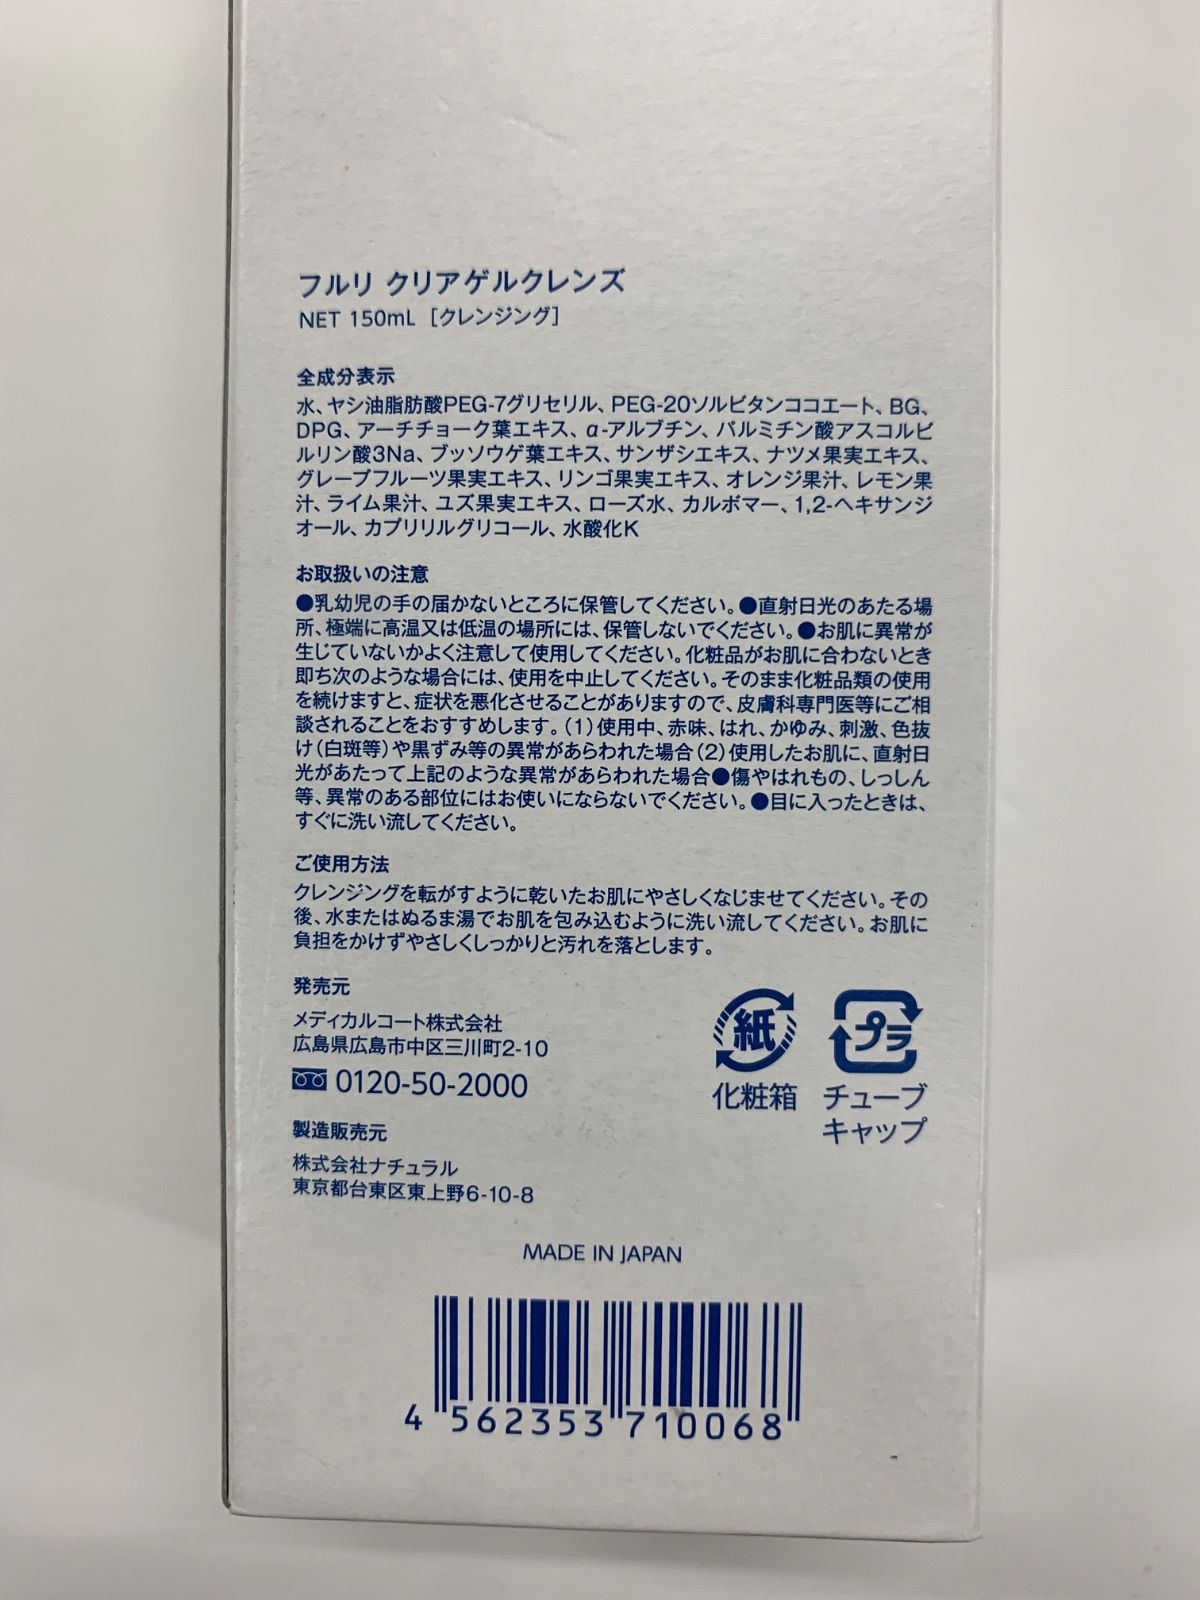 フルリ クリアゲルクレンズ
NET 150mL［クレンジング］
全成分表示
水、ヤシ油脂肪酸PEG-7グリセリル、PEG-20ソルビタンココエート、BG、
DPG、アーチチョーク葉エキス、α-アルブチン、パルミチン酸アスコルビ
ルリン酸3Na、ブッソウゲ葉エキス、サンザシエキス、ナツメ果実エキス、
グレープフルーツ果実エキス、リンゴ果実エキス、オレンジ果汁、レモン果
汁、ライム果汁、ユズ果実エキス、ローズ水、カルボマー、1,2-ヘキサンジ
オール、カプリリルグリコール、水酸化K
お取扱いの注意
●乳幼児の手の届かないところに保管してください。●直射日光のあたる場
所、極端に高温又は低温の場所には、保管しないでください。●お肌に異常が
生じていないかよく注意して使用してください。化粧品がお肌に合わないとき
即ち次のような場合には、使用を中止してください。そのまま化粧品類の使用
を続けますと、症状を悪化させることがありますので、皮膚科専門医等にご相
談されることをおすすめします。（1）使用中、赤味、はれ、かゆみ、刺激、色抜
け（白斑等）や黒ずみ等の異常があらわれた場合（2）使用したお肌に、直射日
光があたって上記のような異常があらわれた場合●傷やはれもの、しっしん
等、異常のある部位にはお使いにならないでください。●目に入ったときは、
すぐに洗い流してください。
ご使用方法
クレンジングを転がすように乾いたお肌にやさしくなじませてください。その
後、水またはぬるま湯でお肌を包み込むように洗い流してください。お肌に
負担をかけずやさしくしっかりと汚れを落とします。
発売元
メディカルコート株式会社
広島県広島市中区三川町2-10
0120-50-2000
製造販売元
株式会社ナチュラル
東京都台東区東上野6-10-8
紙
化粧箱
プラ
チューブ
キャップ
MADE IN JAPAN
4 562353 710068